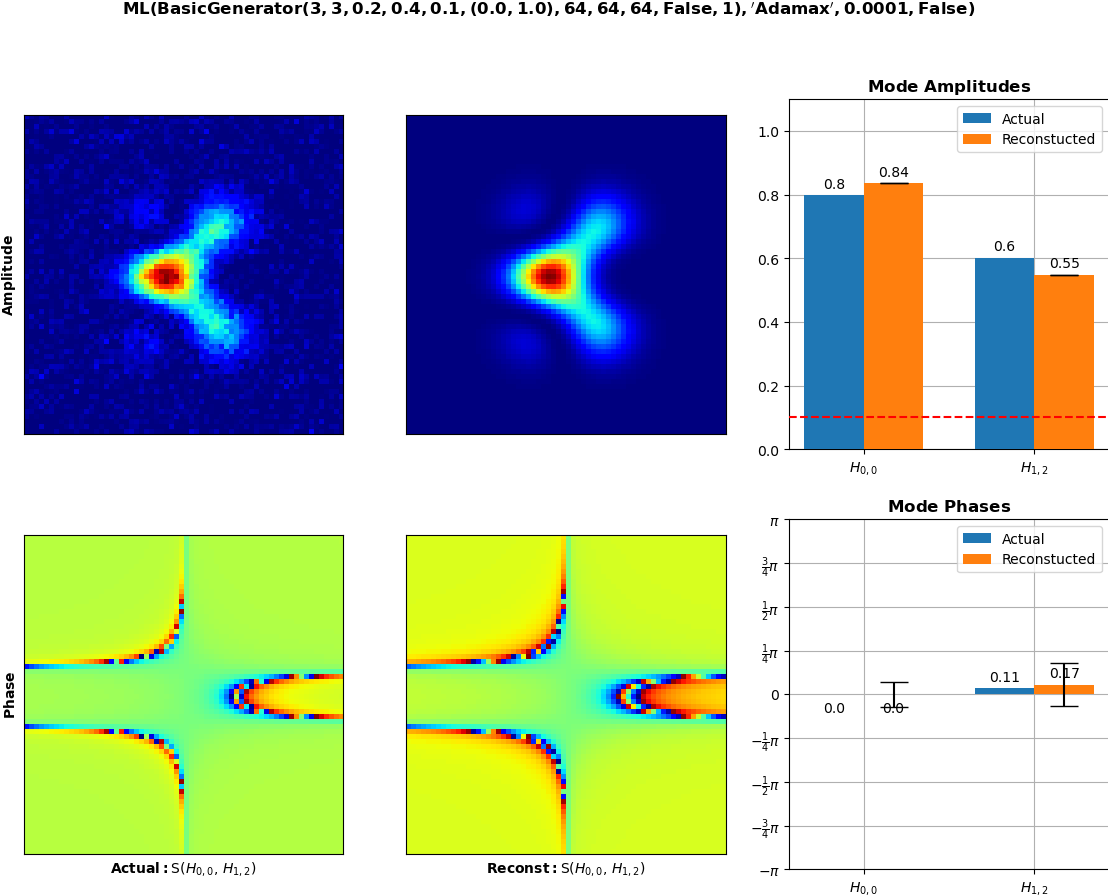 ML(BasicGenerator(3, 3, 0.2, 0.4, 0.1, (0.0, 1.0), 64, 64, 64, False, 1), ′Adamax′, 0.0001, False)
Amplitude
Mode Amplitudes
Actual
Reconstucted
1.0
0.8
0.6
0.4
0.2
0.0
0.8
0.84
0.6
0.55
H0, 0
H1, 2
Phase
Actual: S(H0, 0, H1, 2)
Reconst: S(H0, 0, H1, 2)
Mode Phases
Actual
Reconstucted
π
3/4π
1/2π
1/4π
0
−1/4π
−1/2π
−3/4π
−π
0.0
0.0
0.11
0.17
H0, 0
H1, 2